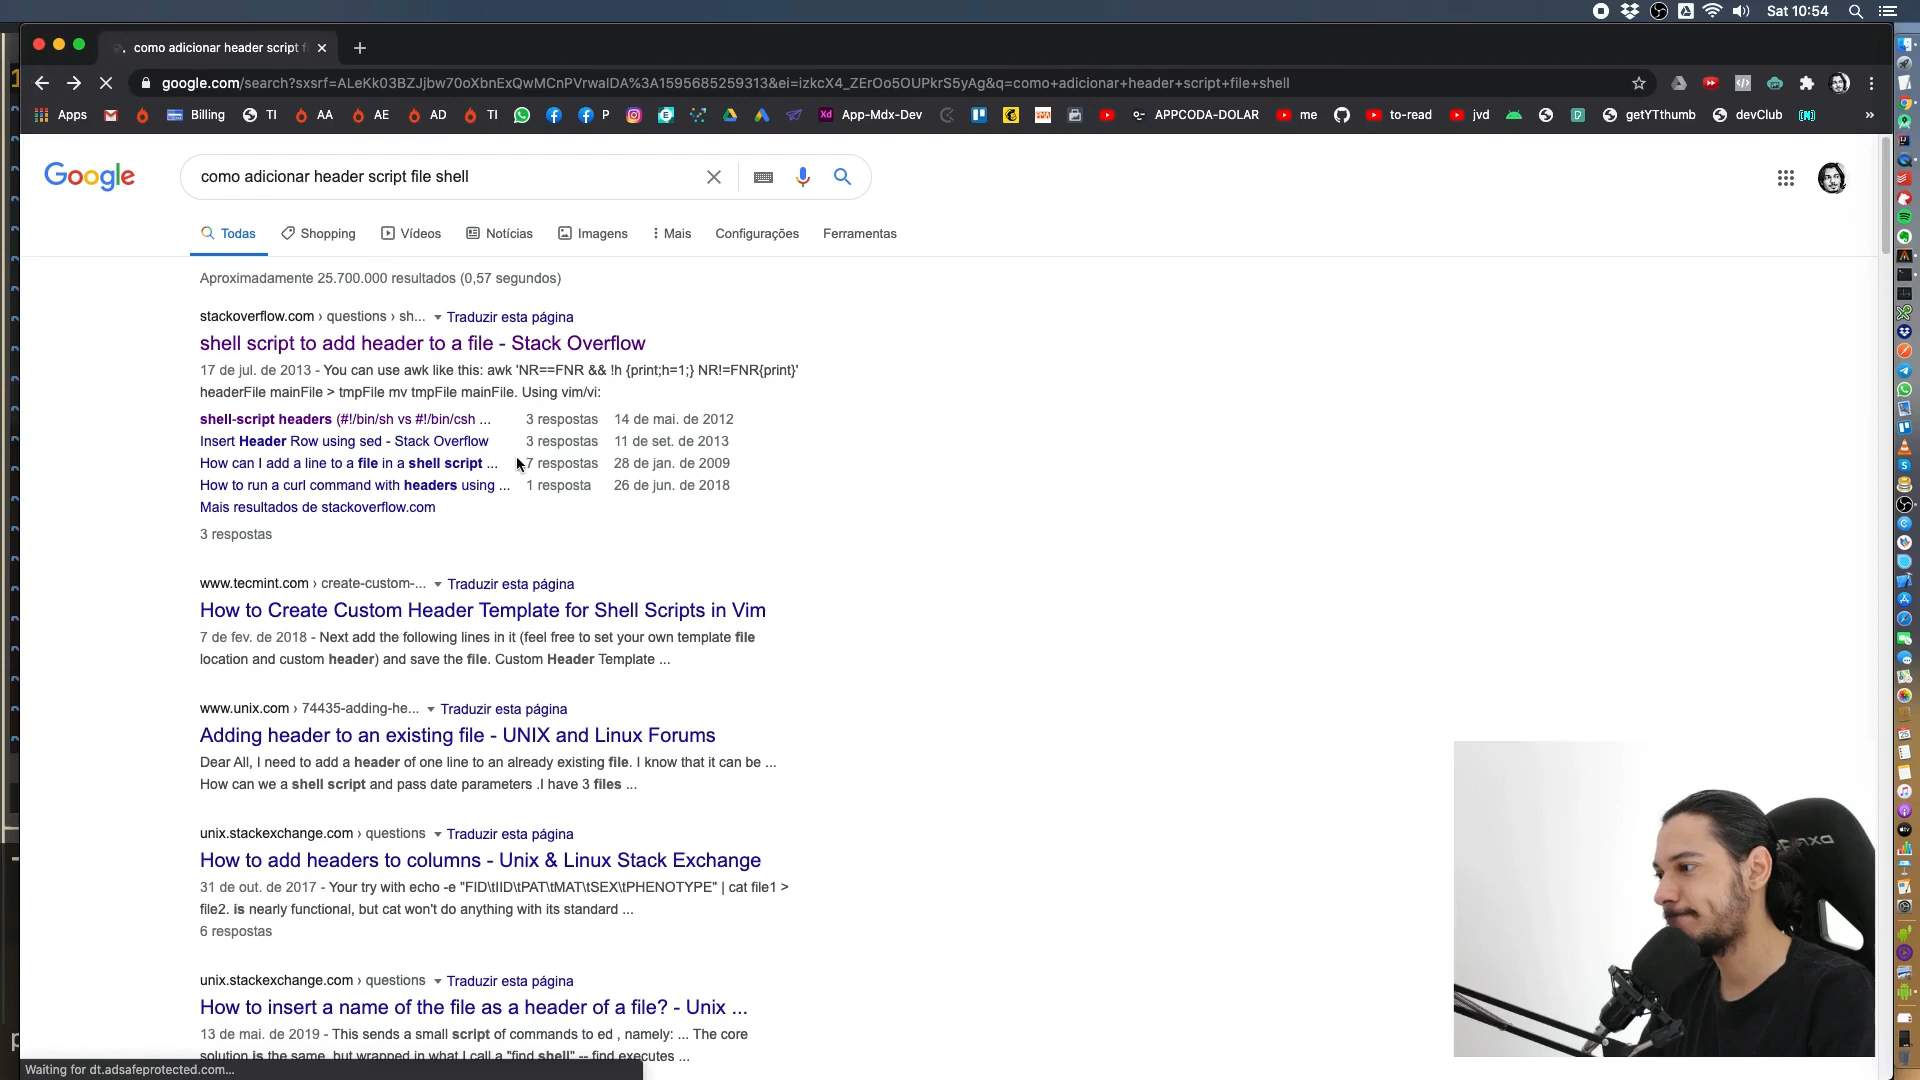 Sat 10:54
como adicionar header script f
google.com/search?sxsrf=ALeKk03BZJjbw70oXbnExQwMCnPVrwalDA%3A1595685259313&ei=izkcX4_ZErOo5OUPkrS5yAg&q=como+adicionar+header+script+file+shell
Apps Billing TI AA AE AD TI P App-Mdx-Dev APPCODA-DOLAR me to-read jvd getYTthumb devClub [N] »
Google
como adicionar header script file shell
Todas Shopping Vídeos Notícias Imagens Mais Configurações Ferramentas
Aproximadamente 25.700.000 resultados (0,57 segundos)
stackoverflow.com › questions › sh... Traduzir esta página
shell script to add header to a file - Stack Overflow
17 de jul. de 2013 - You can use awk like this: awk 'NR==FNR && !h {print;h=1;} NR!=FNR{print}'
headerFile mainFile > tmpFile mv tmpFile mainFile. Using vim/vi:
shell-script headers (#!/bin/sh vs #!/bin/csh ... 3 respostas 14 de mai. de 2012
Insert Header Row using sed - Stack Overflow 3 respostas 11 de set. de 2013
How can I add a line to a file in a shell script ... 7 respostas 28 de jan. de 2009
How to run a curl command with headers using ... 1 resposta 26 de jun. de 2018
Mais resultados de stackoverflow.com
3 respostas
www.tecmint.com › create-custom-... Traduzir esta página
How to Create Custom Header Template for Shell Scripts in Vim
7 de fev. de 2018 - Next add the following lines in it (feel free to set your own template file
location and custom header) and save the file. Custom Header Template ...
www.unix.com › 74435-adding-he... Traduzir esta página
Adding header to an existing file - UNIX and Linux Forums
Dear All, I need to add a header of one line to an already existing file. I know that it can be ...
How can we a shell script and pass date parameters .I have 3 files ...
unix.stackexchange.com › questions Traduzir esta página
How to add headers to columns - Unix & Linux Stack Exchange
31 de out. de 2017 - Your try with echo -e "FID\tIID\tPAT\tMAT\tSEX\tPHENOTYPE" | cat file1 >
file2. is nearly functional, but cat won't do anything with its standard ...
6 respostas
unix.stackexchange.com › questions Traduzir esta página
How to insert a name of the file as a header of a file? - Unix ...
13 de mai. de 2019 - This sends a small script of commands to ed , namely: ... The core
solution is the same, but wrapped in what I call a "find shell" -- find executes ...
Waiting for dt.adsafeprotected.com...